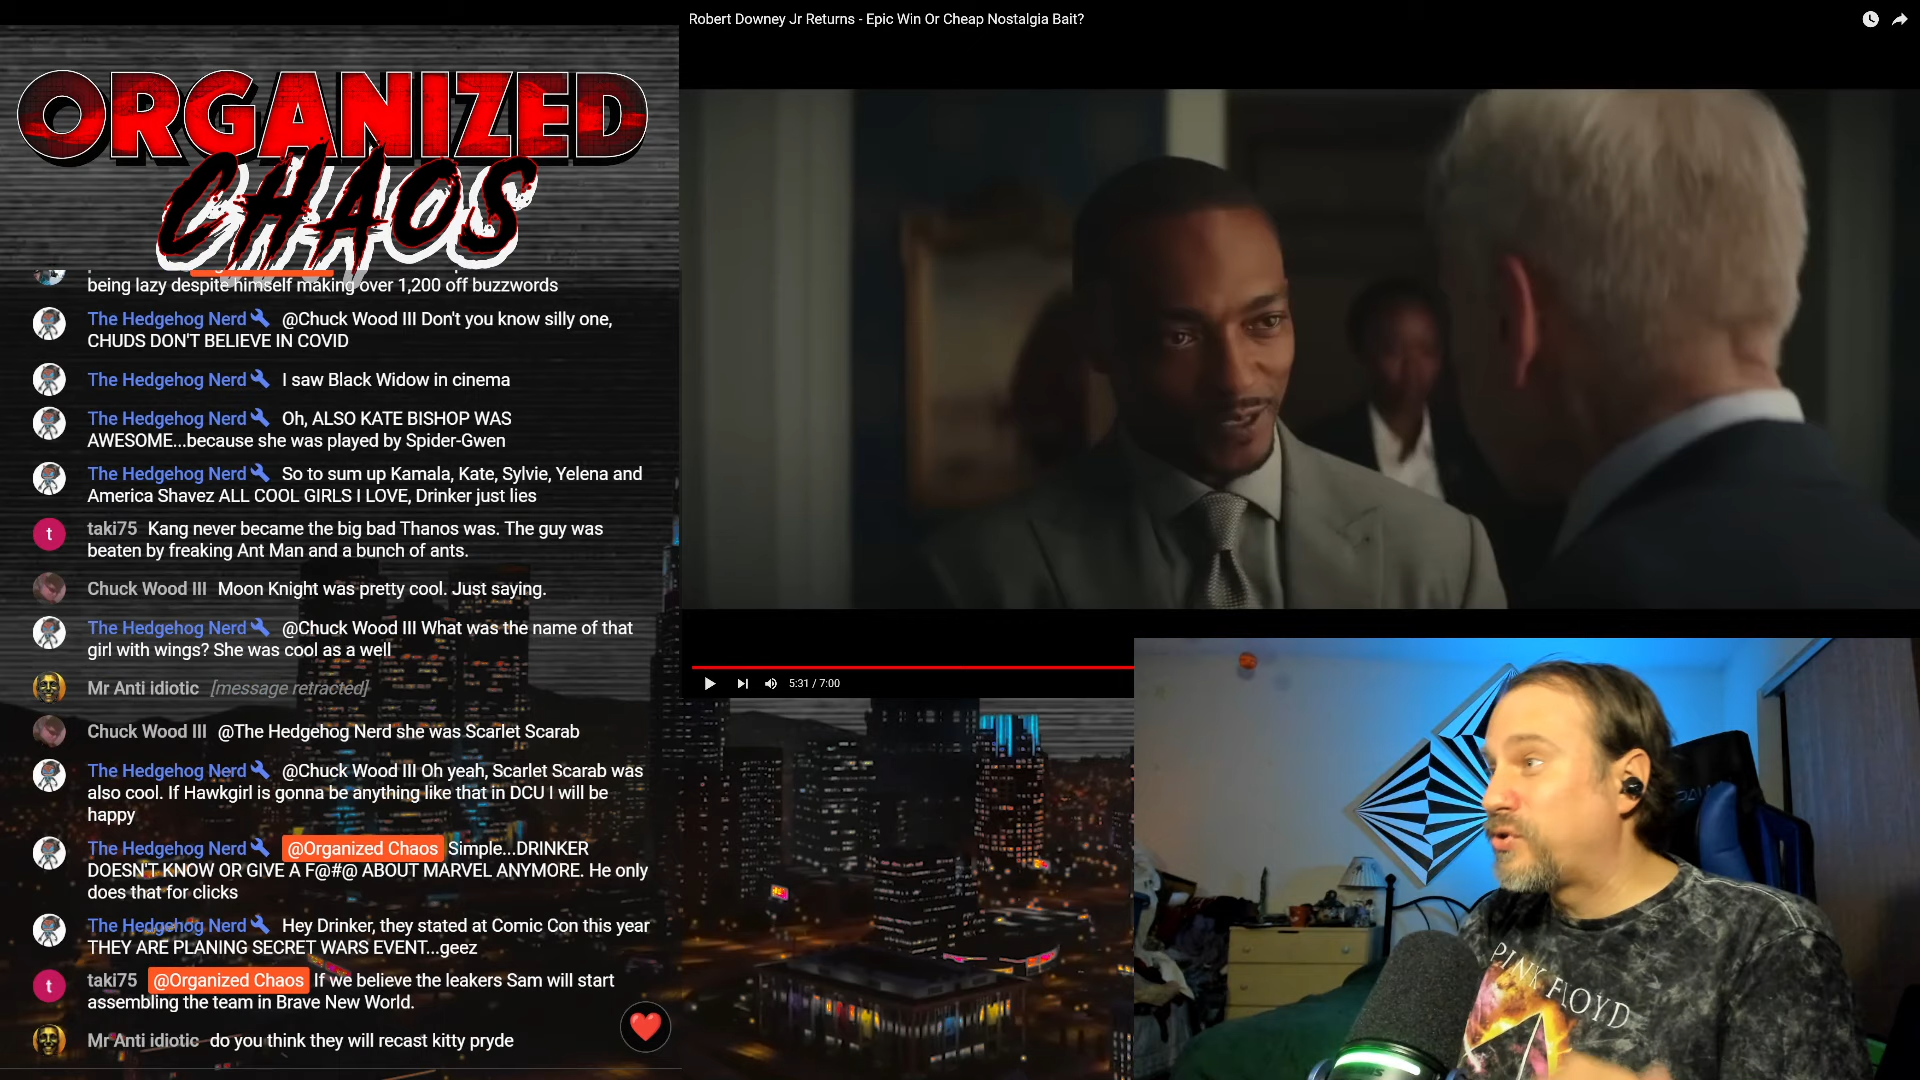 ORGANIZED
CHAOS
being lazy despite himself making over 1,200 off buzzwords
The Hedgehog Nerd @Chuck Wood III Don't you know silly one,
CHUDS DON'T BELIEVE IN COVID
The Hedgehog Nerd I saw Black Widow in cinema
The Hedgehog Nerd Oh, ALSO KATE BISHOP WAS
AWESOME...because she was played by Spider-Gwen
The Hedgehog Nerd So to sum up Kamala, Kate, Sylvie, Yelena and
America Shavez ALL COOL GIRLS I LOVE, Drinker just lies
t
taki75 Kang never became the big bad Thanos was. The guy was
beaten by freaking Ant Man and a bunch of ants.
Chuck Wood III Moon Knight was pretty cool. Just saying.
The Hedgehog Nerd @Chuck Wood III What was the name of that
girl with wings? She was cool as a well
Mr Anti idiotic [message retracted]
Chuck Wood III @The Hedgehog Nerd she was Scarlet Scarab
The Hedgehog Nerd @Chuck Wood III Oh yeah, Scarlet Scarab was
also cool. If Hawkgirl is gonna be anything like that in DCU I will be
happy
The Hedgehog Nerd @Organized Chaos Simple...DRINKER
DOESN'T KNOW OR GIVE A F@#@ ABOUT MARVEL ANYMORE. He only
does that for clicks
The Hedgehog Nerd Hey Drinker, they stated at Comic Con this year
THEY ARE PLANING SECRET WARS EVENT...geez
t
taki75 @Organized Chaos If we believe the leakers Sam will start
assembling the team in Brave New World.
Mr Anti idiotic do you think they will recast kitty pryde
Robert Downey Jr Returns - Epic Win Or Cheap Nostalgia Bait?
5:31 / 7:00
PINK FLOYD